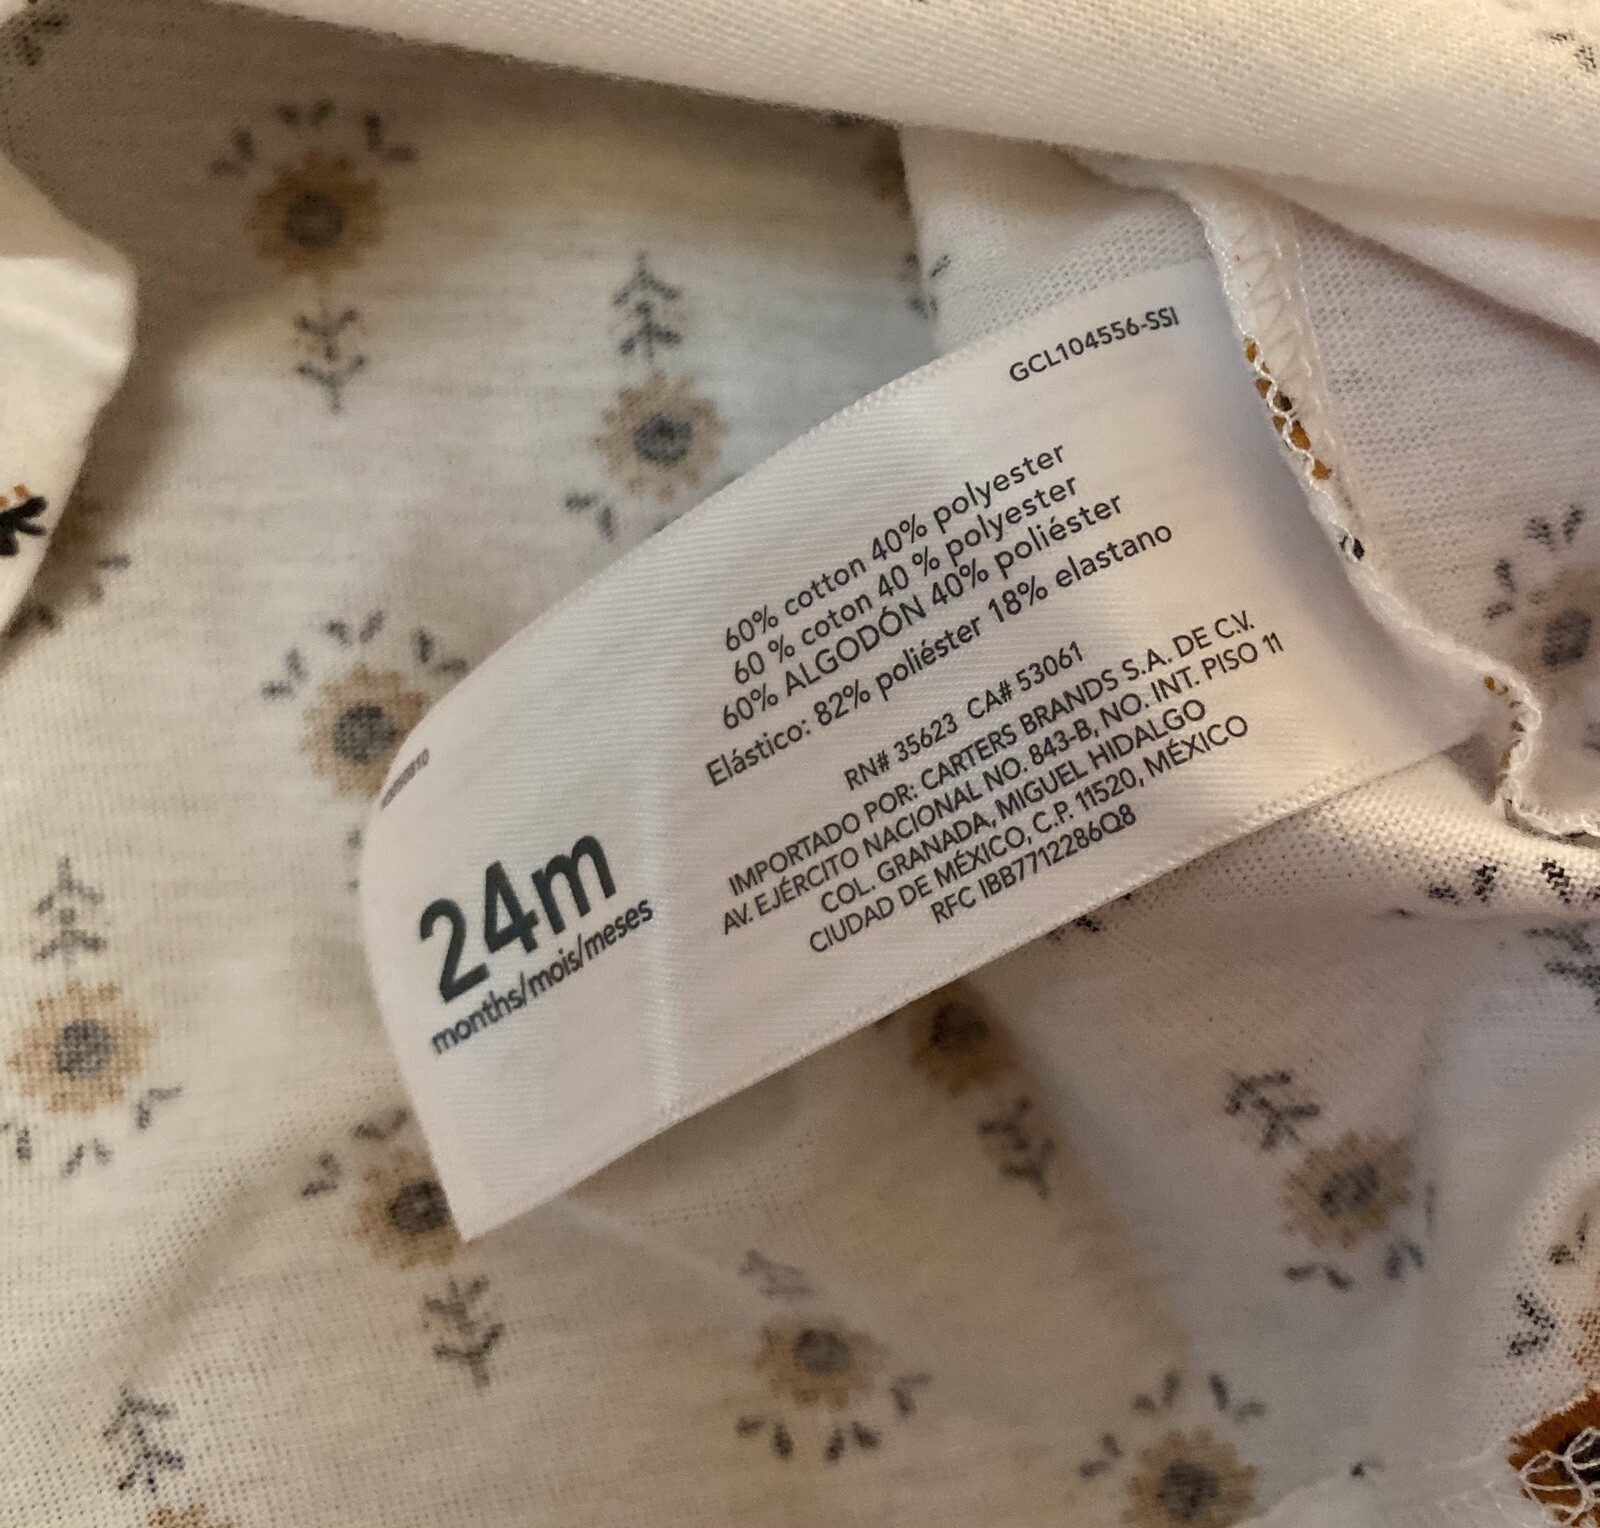 GCL104556-SSI
60% cotton 40% polyester
60 % coton 40 % polyester
60% ALGODÓN 40% poliéster
Elástico: 82% poliéster 18% elastano
RN# 35623 CA# 53061
IMPORTADO POR: CARTERS BRANDS S.A. DE C.V.
AV. EJÉRCITO NACIONAL NO. 843-B, NO. INT. PISO 11
COL. GRANADA, MIGUEL HIDALGO
CIUDAD DE MÉXICO, C.P. 11520, MÉXICO
RFC IBB7712286Q8
24m
months/mois/meses